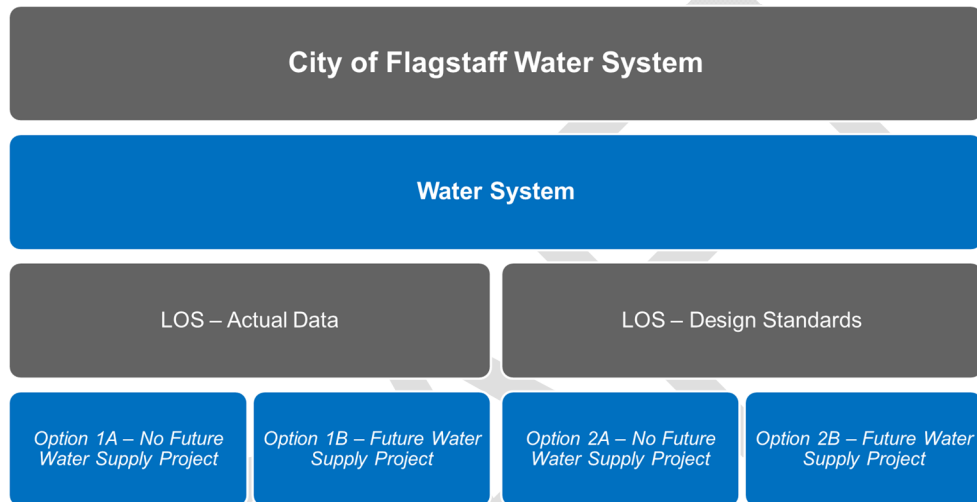 City of Flagstaff Water System
Water System
LOS – Actual Data
LOS – Design Standards
Option 1A – No Future
Water Supply Project
Option 1B – Future Water
Supply Project
Option 2A – No Future
Water Supply Project
Option 2B – Future Water
Supply Project